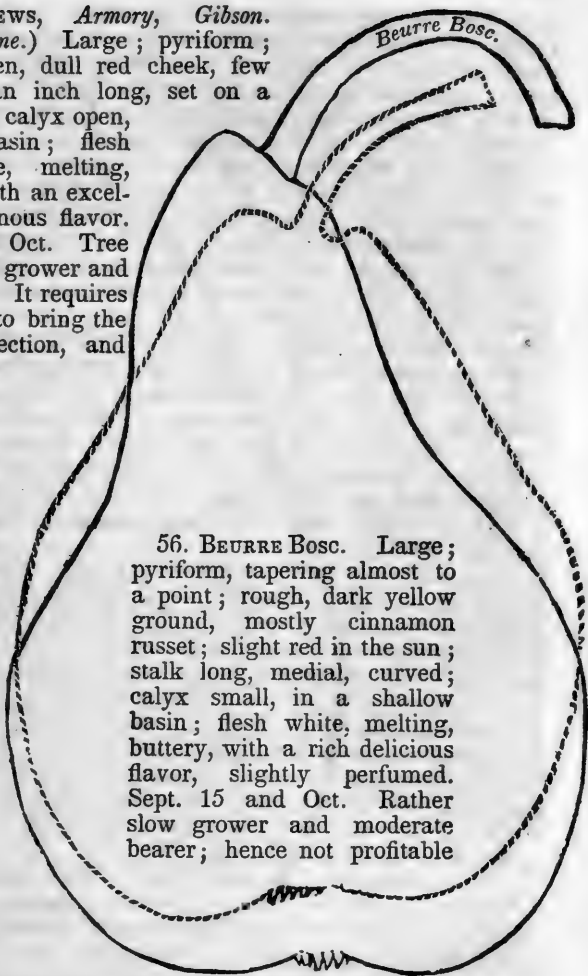 EWS, Armory, Gibson.
ne.) Large ; pyriform ;
en, dull red cheek, few
an inch long, set on a
calyx open,
asin ; flesh
e, melting,
th an excel-
nous flavor.
Oct. Tree
grower and
It requires
to bring the
ection, and
Beurre Bosc.
56. BEURRE BOSC. Large ;
pyriform, tapering almost to
a point ; rough, dark yellow
ground, mostly cinnamon
russet ; slight red in the sun ;
stalk long, medial, curved ;
calyx small, in a shallow
basin ; flesh white, melting,
buttery, with a rich delicious
flavor, slightly perfumed.
Sept. 15 and Oct. Rather
slow grower and moderate
bearer ; hence not profitable